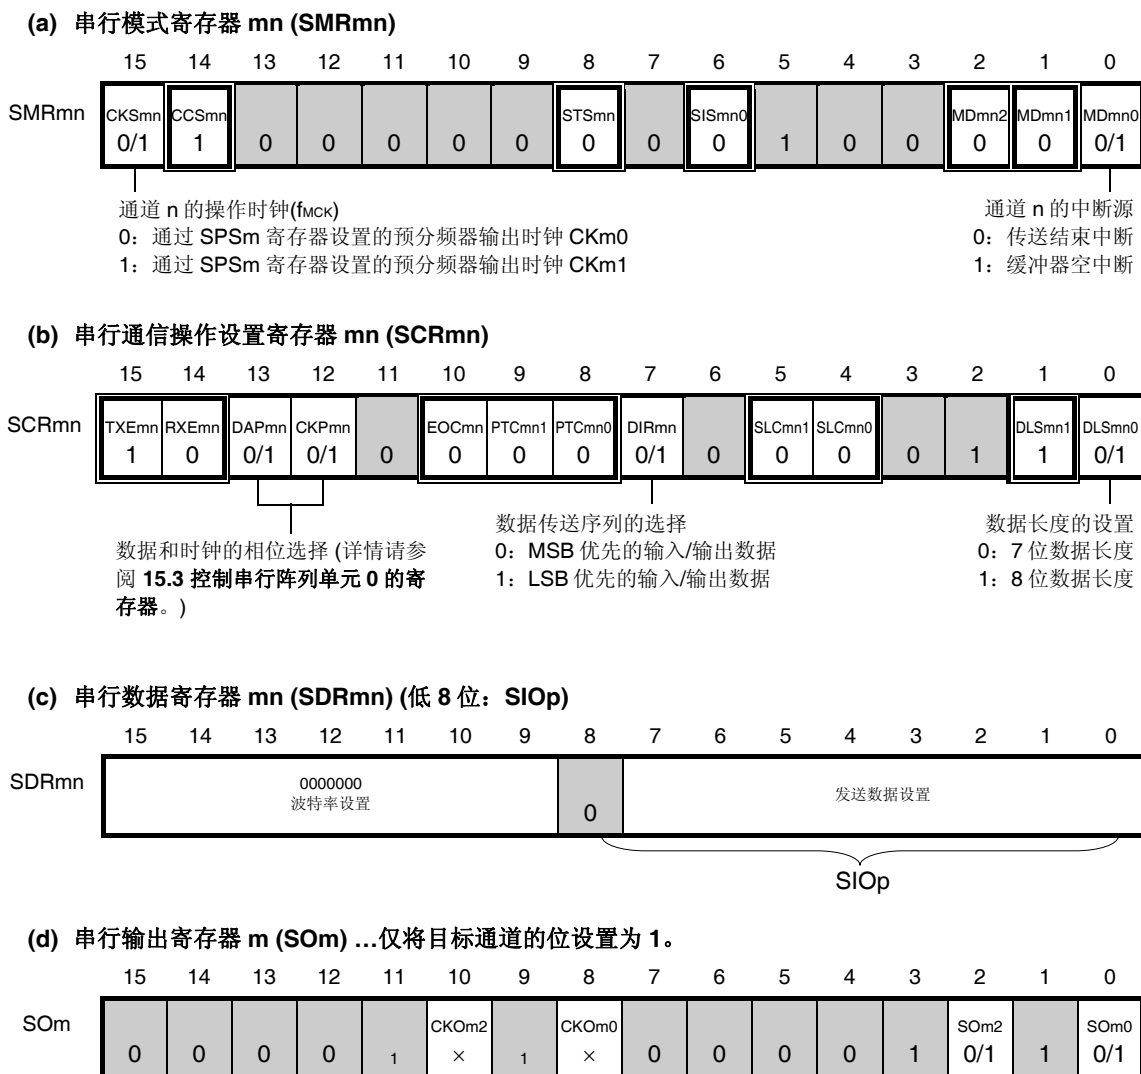 (a) 串行模式寄存器 mn (SMRmn)
15 14 13 12 11 10 9 8 7 6 5 4 3 2 1 0
SMRmn CKSmn CCSmn STSmn SISmn0 MDmn2 MDmn1 MDmn0
0/1 1 0 0 0 0 0 0 0 0 1 0 0 0 0 0/1
通道 n 的操作时钟(fMCK) 通道 n 的中断源
0：通过 SPSm 寄存器设置的预分频器输出时钟 CKm0 0：传送结束中断
1：通过 SPSm 寄存器设置的预分频器输出时钟 CKm1 1：缓冲器空中断
(b) 串行通信操作设置寄存器 mn (SCRmn)
15 14 13 12 11 10 9 8 7 6 5 4 3 2 1 0
SCRmn TXEmn RXEmn DAPmn CKPmn EOCmn PTCmn1 PTCmn0 DIRmn SLCmn1 SLCmn0 DLSmn1 DLSmn0
1 0 0/1 0/1 0 0 0 0 0/1 0 0 0 0 1 1 0/1
数据和时钟的相位选择 (详情请参
阅 15.3 控制串行阵列单元 0 的寄
存器。)
数据传送序列的选择
0：MSB 优先的输入/输出数据
1：LSB 优先的输入/输出数据
数据长度的设置
0：7 位数据长度
1：8 位数据长度
(c) 串行数据寄存器 mn (SDRmn) (低 8 位：SIOp)
15 14 13 12 11 10 9 8 7 6 5 4 3 2 1 0
SDRmn
0000000
波特率设置
0
发送数据设置
SIOp
(d) 串行输出寄存器 m (SOm) …仅将目标通道的位设置为 1。
15 14 13 12 11 10 9 8 7 6 5 4 3 2 1 0
SOm CKOm2 CKOm0 SOm2 SOm0
0 0 0 0 1 × 1 × 0 0 0 0 1 0/1 1 0/1